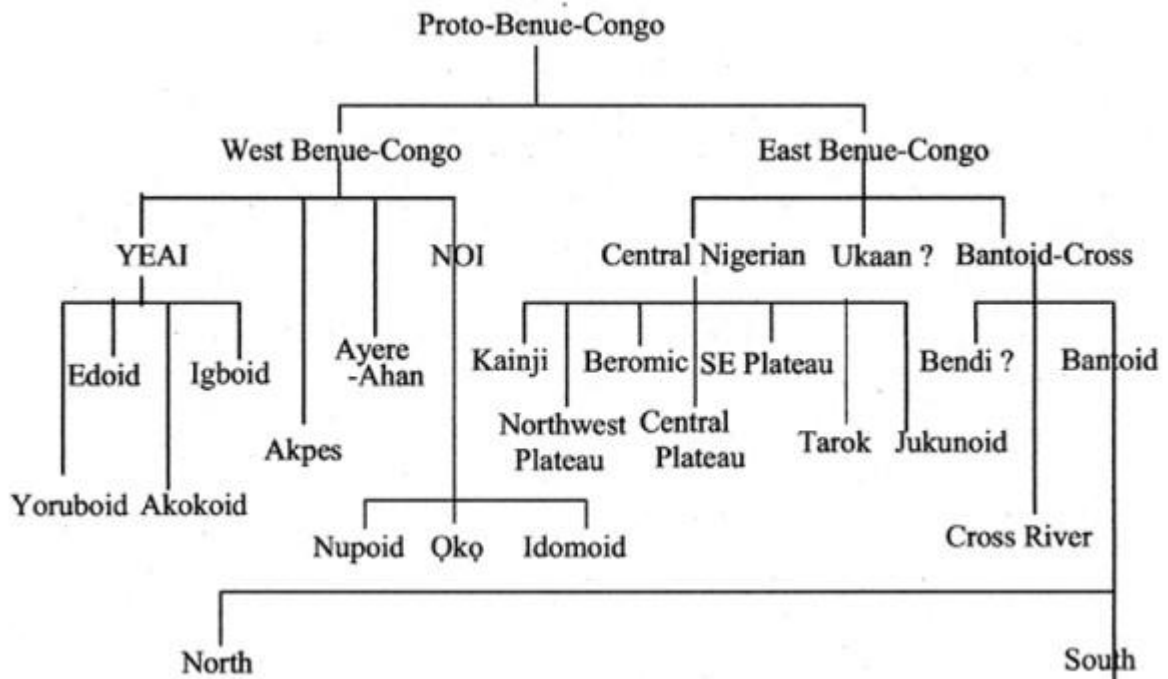 Proto-Benue-Congo
West Benue-Congo East Benue-Congo
YEAI NOI Central Nigerian Ukaan ? Bantoid-Cross
Edoid Igboid Ayere
-Ahan Kainji Beromic SE Plateau Bendi ? Bantoid
Akpes Northwest
Plateau Central
Plateau Tarok Jukunoid
Yoruboid Akokoid
Nupoid Ọkọ Idomoid Cross River
North South